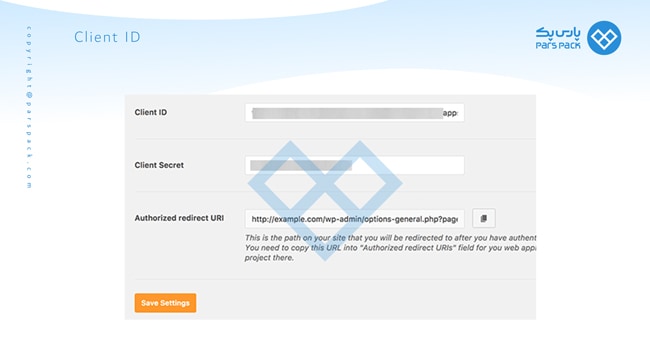 Client ID
پارس پک
PARS PACK
copyright@parspack.com
Client ID
app
Client Secret
Authorized redirect URI
http://example.com/wp-admin/options-general.php?page
This is the path on your site that you will be redirected to after you have authent
You need to copy this URL into "Authorized redirect URIs" field for you web appl
project there.
Save Settings